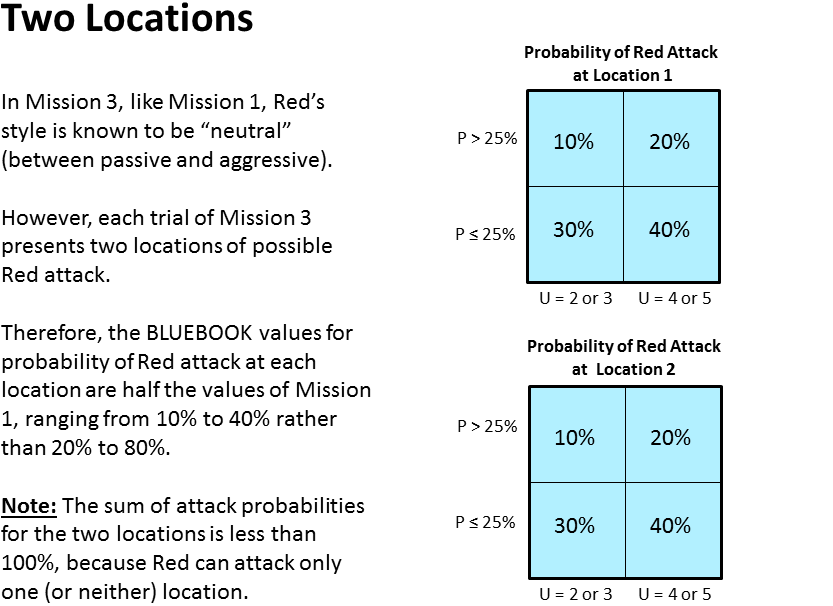 Two Locations
In Mission 3, like Mission 1, Red’s
style is known to be “neutral”
(between passive and aggressive).
However, each trial of Mission 3
presents two locations of possible
Red attack.
Therefore, the BLUEBOOK values for
probability of Red attack at each
location are half the values of Mission
1, ranging from 10% to 40% rather
than 20% to 80%.
Note: The sum of attack probabilities
for the two locations is less than
100%, because Red can attack only
one (or neither) location.
Probability of Red Attack
at Location 1
P > 25% 10% 20%
P ≤ 25% 30% 40%
U = 2 or 3 U = 4 or 5
Probability of Red Attack
at Location 2
P > 25% 10% 20%
P ≤ 25% 30% 40%
U = 2 or 3 U = 4 or 5